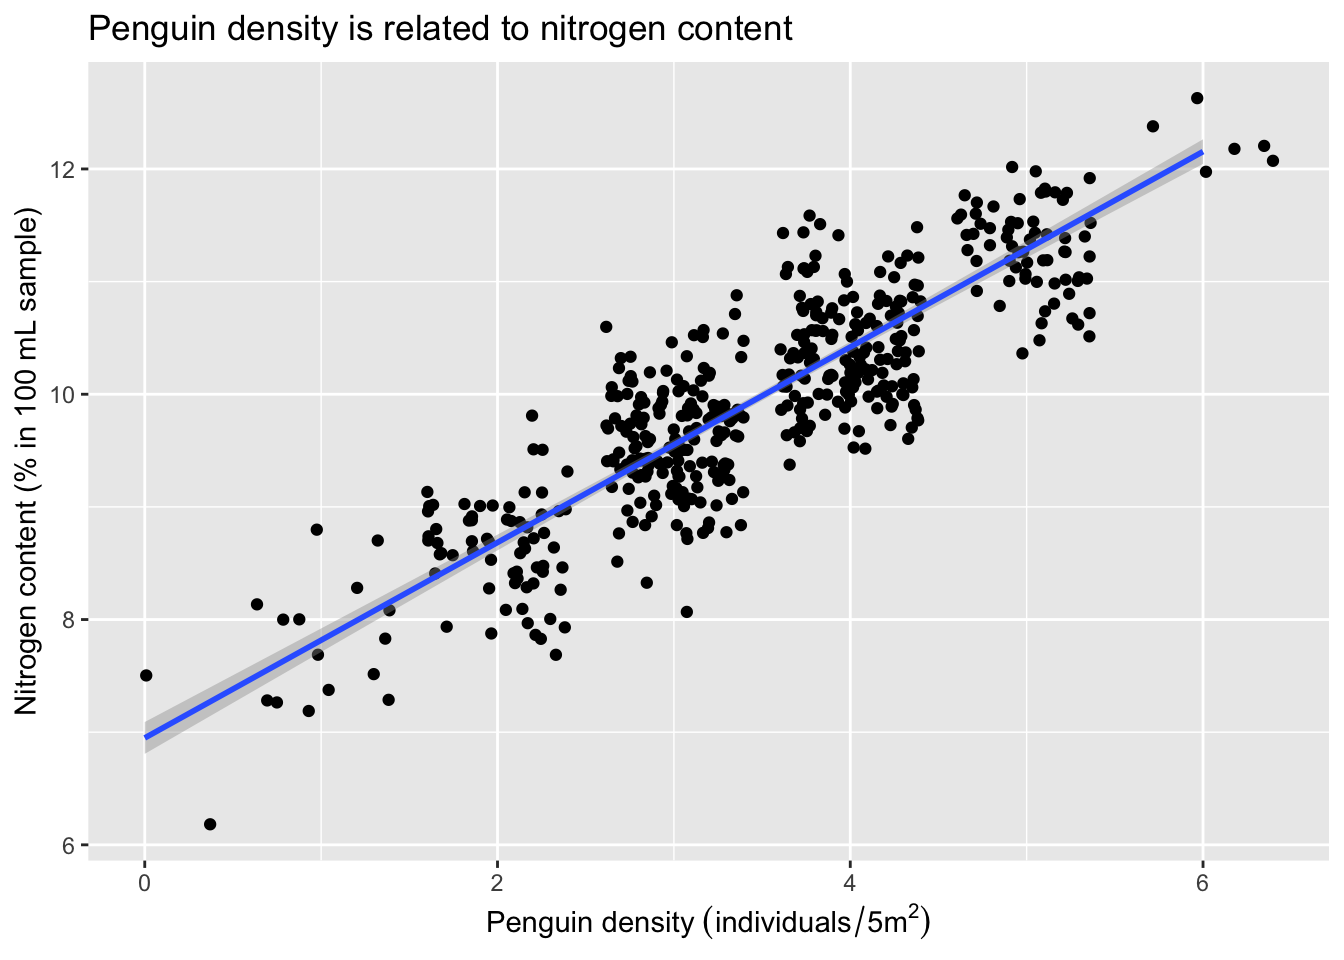 Penguin density is related to nitrogen content
Nitrogen content (% in 100 mL sample)
12
10
8
6
0 2 4 6
Penguin density (individuals/5m²)